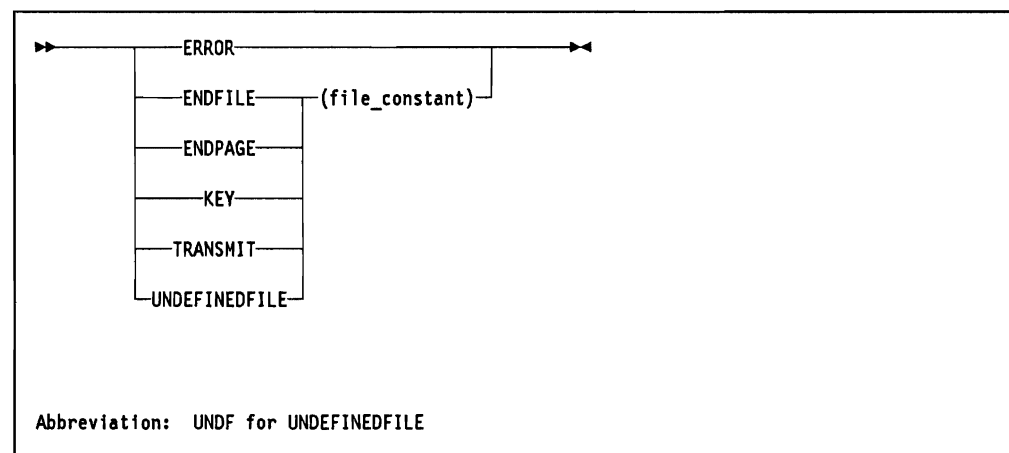 ERROR
ENDFILE (file_constant)
ENDPAGE
KEY
TRANSMIT
UNDEFINEDFILE
Abbreviation: UNDF for UNDEFINEDFILE